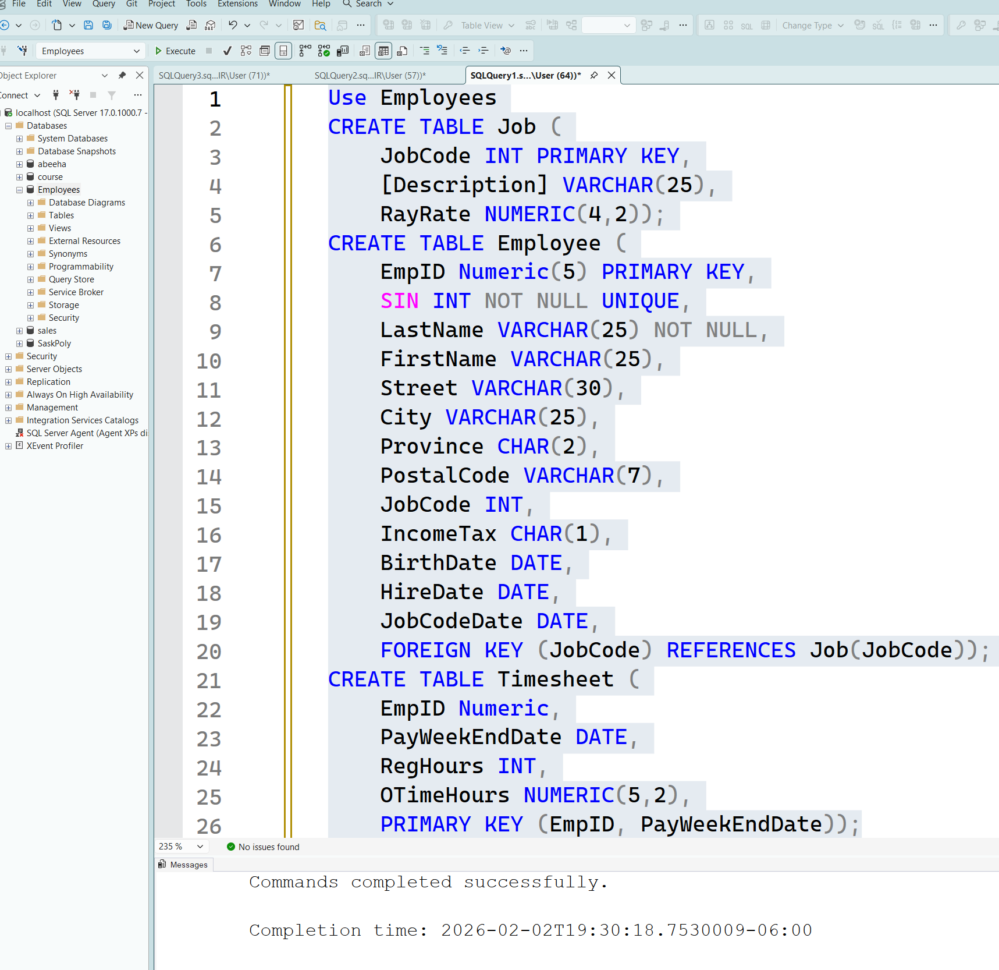 File Edit View Query Git Project Tools Extensions Window Help Search
New Query DAX Table View abc SQL Change Type SQL
Employees Execute
Object Explorer
SQLQuery3.sq...IR\User (71))* SQLQuery2.sq...IR\User (57))* SQLQuery1.s...\User (64))*
Connect
localhost (SQL Server 17.0.1000.7 -
Databases
System Databases
Database Snapshots
abeeha
course
Employees
Database Diagrams
Tables
Views
External Resources
Synonyms
Programmability
Query Store
Service Broker
Storage
Security
sales
SaskPoly
Security
Server Objects
Replication
Always On High Availability
Management
Integration Services Catalogs
SQL Server Agent (Agent XPs di
XEvent Profiler
1 Use Employees
2 CREATE TABLE Job (
3 JobCode INT PRIMARY KEY,
4 [Description] VARCHAR(25),
5 RayRate NUMERIC(4,2));
6 CREATE TABLE Employee (
7 EmpID Numeric(5) PRIMARY KEY,
8 SIN INT NOT NULL UNIQUE,
9 LastName VARCHAR(25) NOT NULL,
10 FirstName VARCHAR(25),
11 Street VARCHAR(30),
12 City VARCHAR(25),
13 Province CHAR(2),
14 PostalCode VARCHAR(7),
15 JobCode INT,
16 IncomeTax CHAR(1),
17 BirthDate DATE,
18 HireDate DATE,
19 JobCodeDate DATE,
20 FOREIGN KEY (JobCode) REFERENCES Job(JobCode));
21 CREATE TABLE Timesheet (
22 EmpID Numeric,
23 PayWeekEndDate DATE,
24 RegHours INT,
25 OTimeHours NUMERIC(5,2),
26 PRIMARY KEY (EmpID, PayWeekEndDate));
235 % No issues found
Messages
Commands completed successfully.
Completion time: 2026-02-02T19:30:18.7530009-06:00